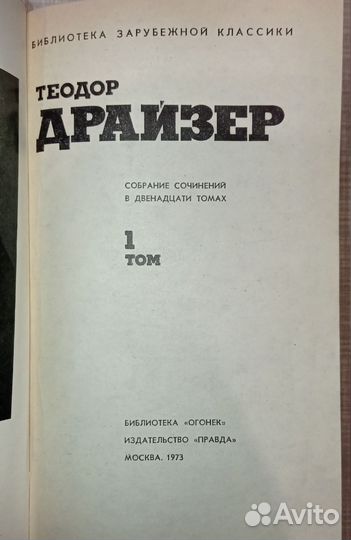 БИБЛИОТЕКА ЗАРУБЕЖНОЙ КЛАССИКИ
ТЕОДОР
ДРАЙЗЕР
СОБРАНИЕ СОЧИНЕНИЙ
В ДВЕНАДЦАТИ ТОМАХ
1
ТОМ
БИБЛИОТЕКА «ОГОНЕК»
ИЗДАТЕЛЬСТВО «ПРАВДА»
МОСКВА. 1973
Avito